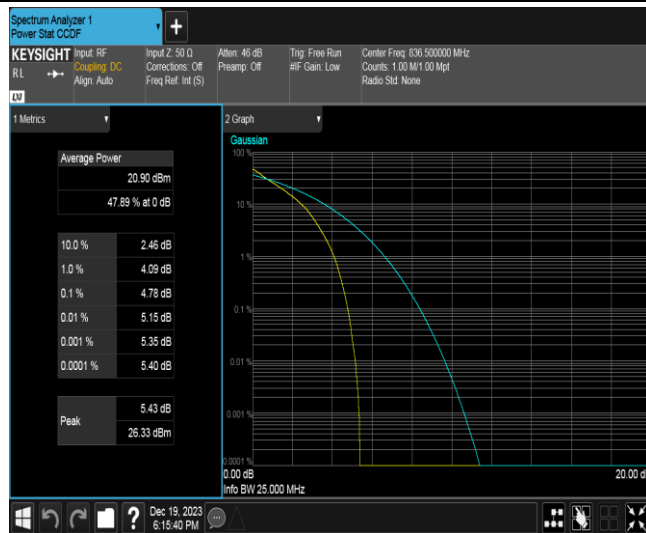 Spectrum Analyzer 1
Power Stat CCDF
+
KEYSIGHT
RL
LXI
Input: RF
Coupling: DC
Align: Auto
Input Z: 50 Ω
Corrections: Off
Freq Ref: Int (S)
Atten: 46 dB
Preamp: Off
Trig: Free Run
#IF Gain: Low
Center Freq: 836.500000 MHz
Counts: 1.00 M/1.00 Mpt
Radio Std: None
1 Metrics
Average Power
20.90 dBm
47.89 % at 0 dB
10.0 % 2.46 dB
1.0 % 4.09 dB
0.1 % 4.78 dB
0.01 % 5.15 dB
0.001 % 5.35 dB
0.0001 % 5.40 dB
Peak
5.43 dB
26.33 dBm
2 Graph
Gaussian
100 %
10 %
1 %
0.1 %
0.01 %
0.001 %
0.0001 %
0.00 dB
20.00 d
Info BW 25.000 MHz
?
Dec 19, 2023
6:15:40 PM